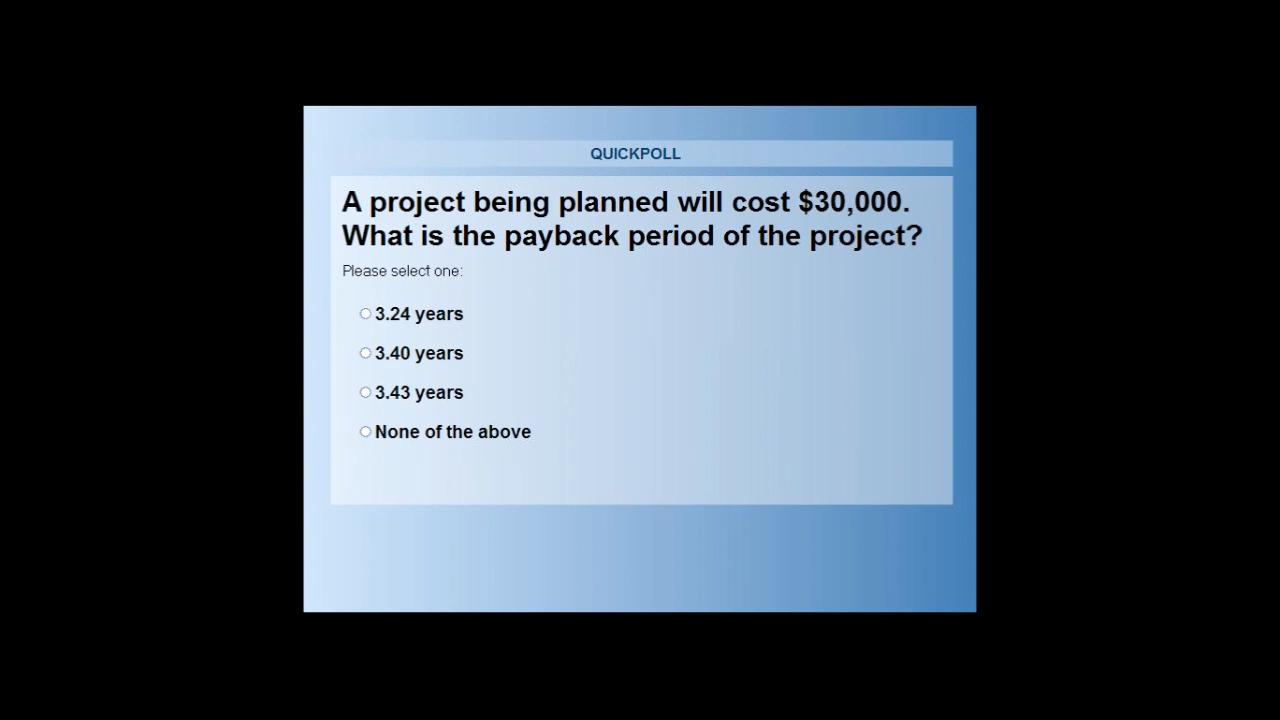 QUICKPOLL
A project being planned will cost $30,000.
What is the payback period of the project?
Please select one:
3.24 years
3.40 years
3.43 years
None of the above